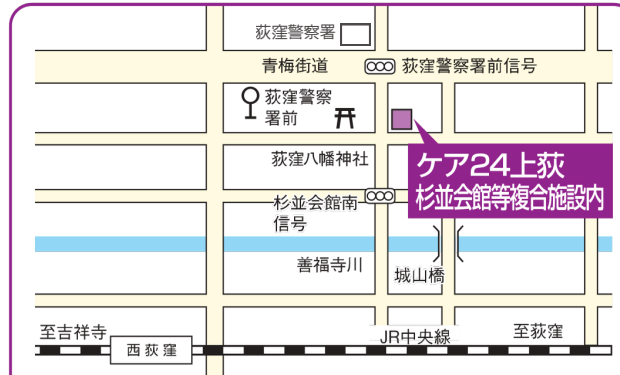 荻窪警察署
青梅街道
荻窪警察署前信号
荻窪警察
署前
荻窪八幡神社
ケア24上荻
杉並会館等複合施設内
杉並会館南
信号
善福寺川
城山橋
至吉祥寺
西荻窪
JR中央線
至荻窪